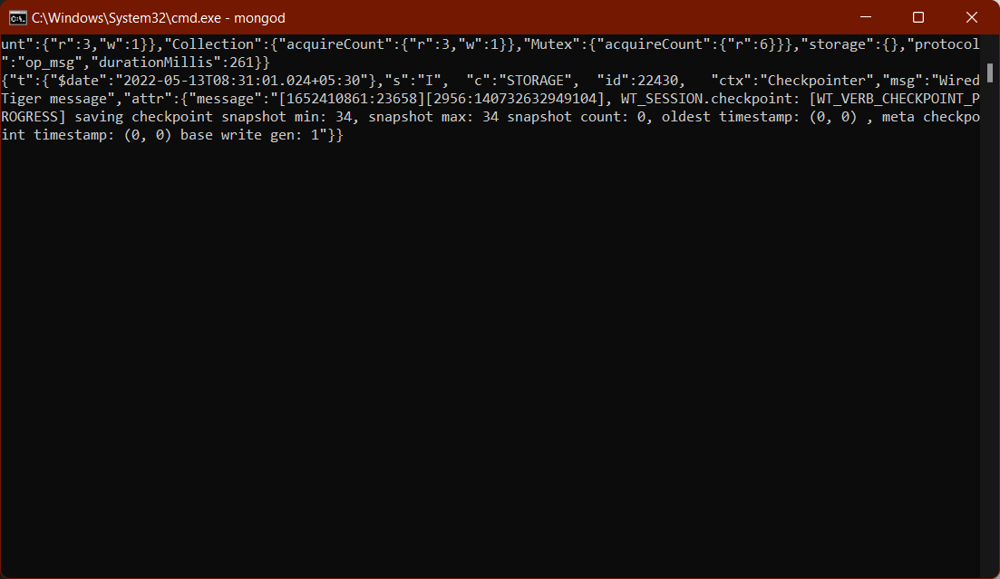 C:\Windows\System32\cmd.exe - mongod
unt":{"r":3,"w":1}},"Collection":{"acquireCount":{"r":3,"w":1}},"Mutex":{"acquireCount":{"r":6}}},"storage":{},"protocol
":"op_msg","durationMillis":261}}
{"t":{"$date":"2022-05-13T08:31:01.024+05:30"},"s":"I",  "c":"STORAGE",  "id":22430,   "ctx":"Checkpointer","msg":"Wired
Tiger message","attr":{"message":"[1652410861:23658][2956:140732632949104], WT_SESSION.checkpoint: [WT_VERB_CHECKPOINT_P
ROGRESS] saving checkpoint snapshot min: 34, snapshot max: 34 snapshot count: 0, oldest timestamp: (0, 0) , meta checkpo
int timestamp: (0, 0) base write gen: 1"}}